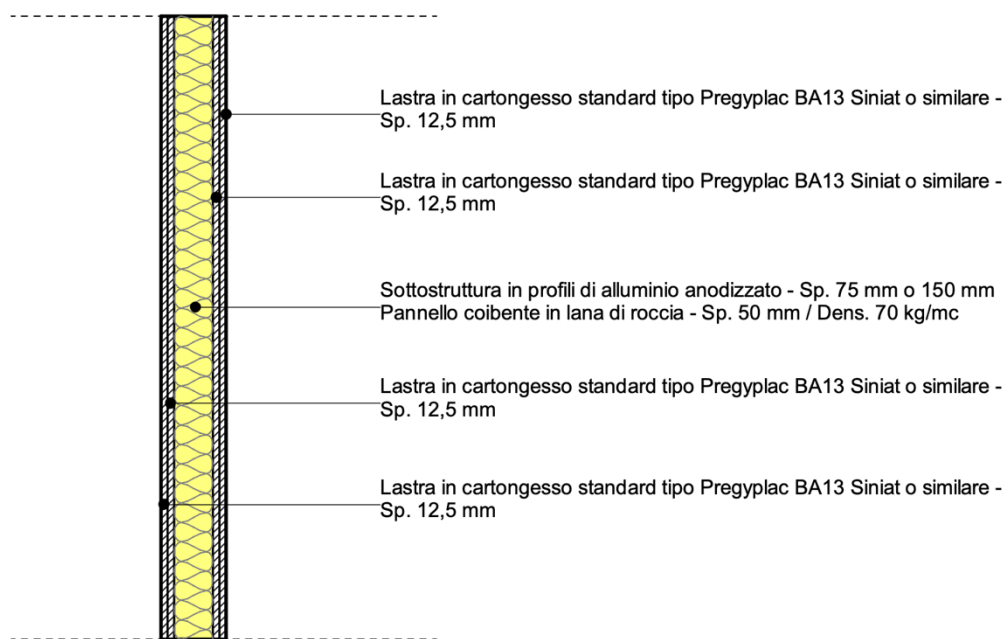 Lastra in cartongesso standard tipo Pregyplac BA13 Siniat o similare -
Sp. 12,5 mm
Lastra in cartongesso standard tipo Pregyplac BA13 Siniat o similare -
Sp. 12,5 mm
Sottostruttura in profili di alluminio anodizzato - Sp. 75 mm o 150 mm
Pannello coibente in lana di roccia - Sp. 50 mm / Dens. 70 kg/mc
Lastra in cartongesso standard tipo Pregyplac BA13 Siniat o similare -
Sp. 12,5 mm
Lastra in cartongesso standard tipo Pregyplac BA13 Siniat o similare -
Sp. 12,5 mm